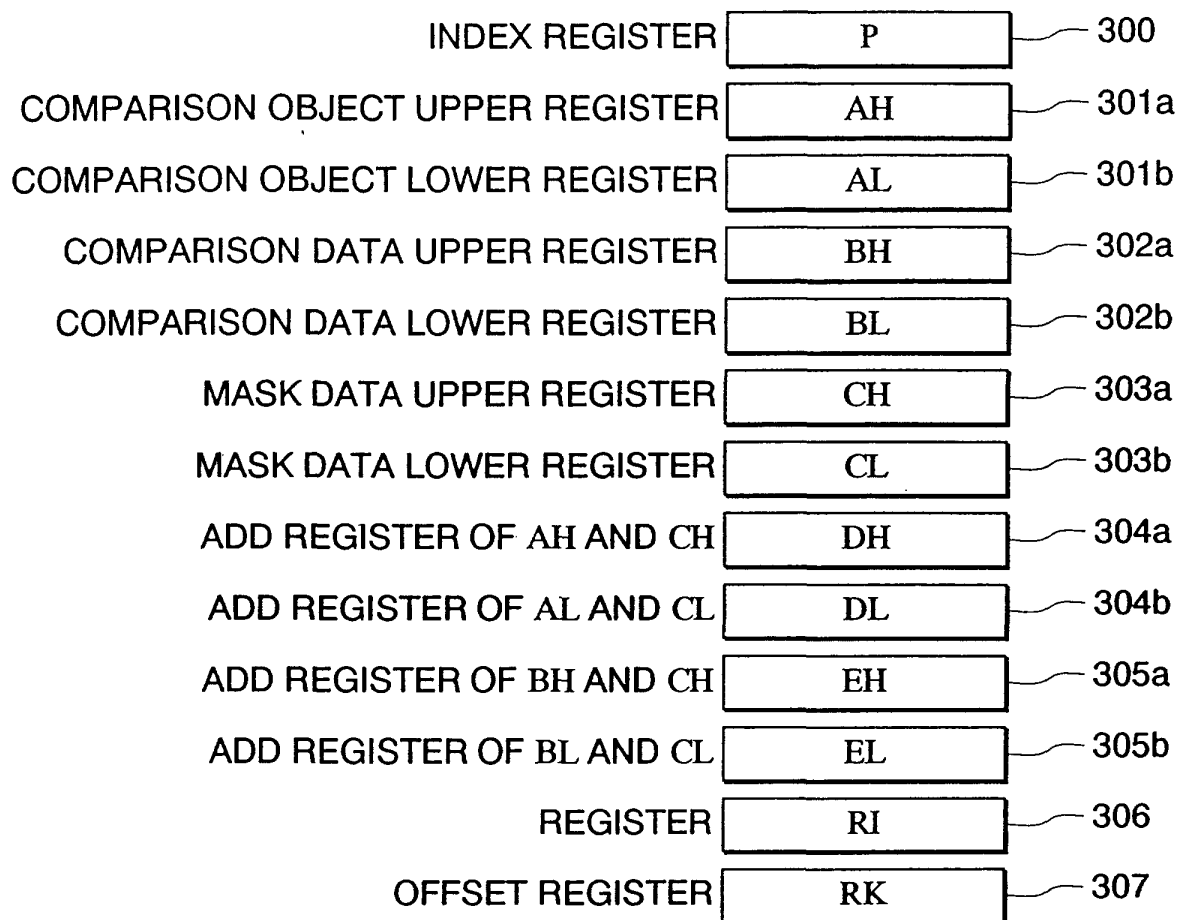 INDEX REGISTER P 300
COMPARISON OBJECT UPPER REGISTER AH 301a
COMPARISON OBJECT LOWER REGISTER AL 301b
COMPARISON DATA UPPER REGISTER BH 302a
COMPARISON DATA LOWER REGISTER BL 302b
MASK DATA UPPER REGISTER CH 303a
MASK DATA LOWER REGISTER CL 303b
ADD REGISTER OF AH AND CH DH 304a
ADD REGISTER OF AL AND CL DL 304b
ADD REGISTER OF BH AND CH EH 305a
ADD REGISTER OF BL AND CL EL 305b
REGISTER RI 306
OFFSET REGISTER RK 307